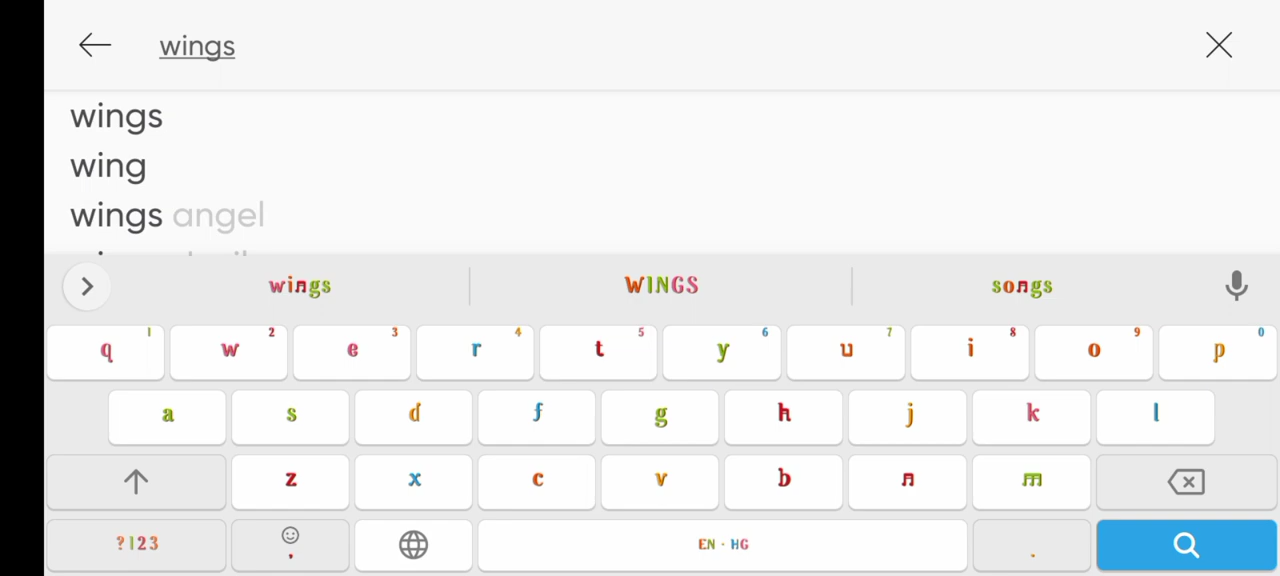 wings
wings
wing
wings angel
wings WINGS songs
1 2 3 4 5 6 7 8 9 0
q w e r t y u i o p
a s d f g h j k l
z x c v b n m
?123 , EN · HG .